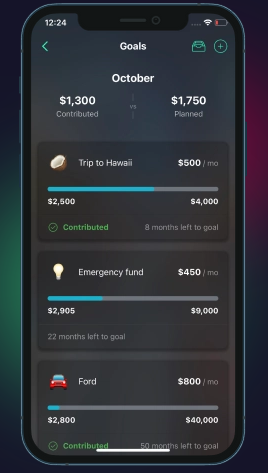 12:24
Goals
October
$1,300 vs $1,750
Contributed Planned
Trip to Hawaii $500 / mo
$2,500 $4,000
Contributed 8 months left to goal
Emergency fund $450 / mo
$2,905 $9,000
22 months left to goal
Ford $800 / mo
$2,800 $40,000
Contributed 50 months left to goal